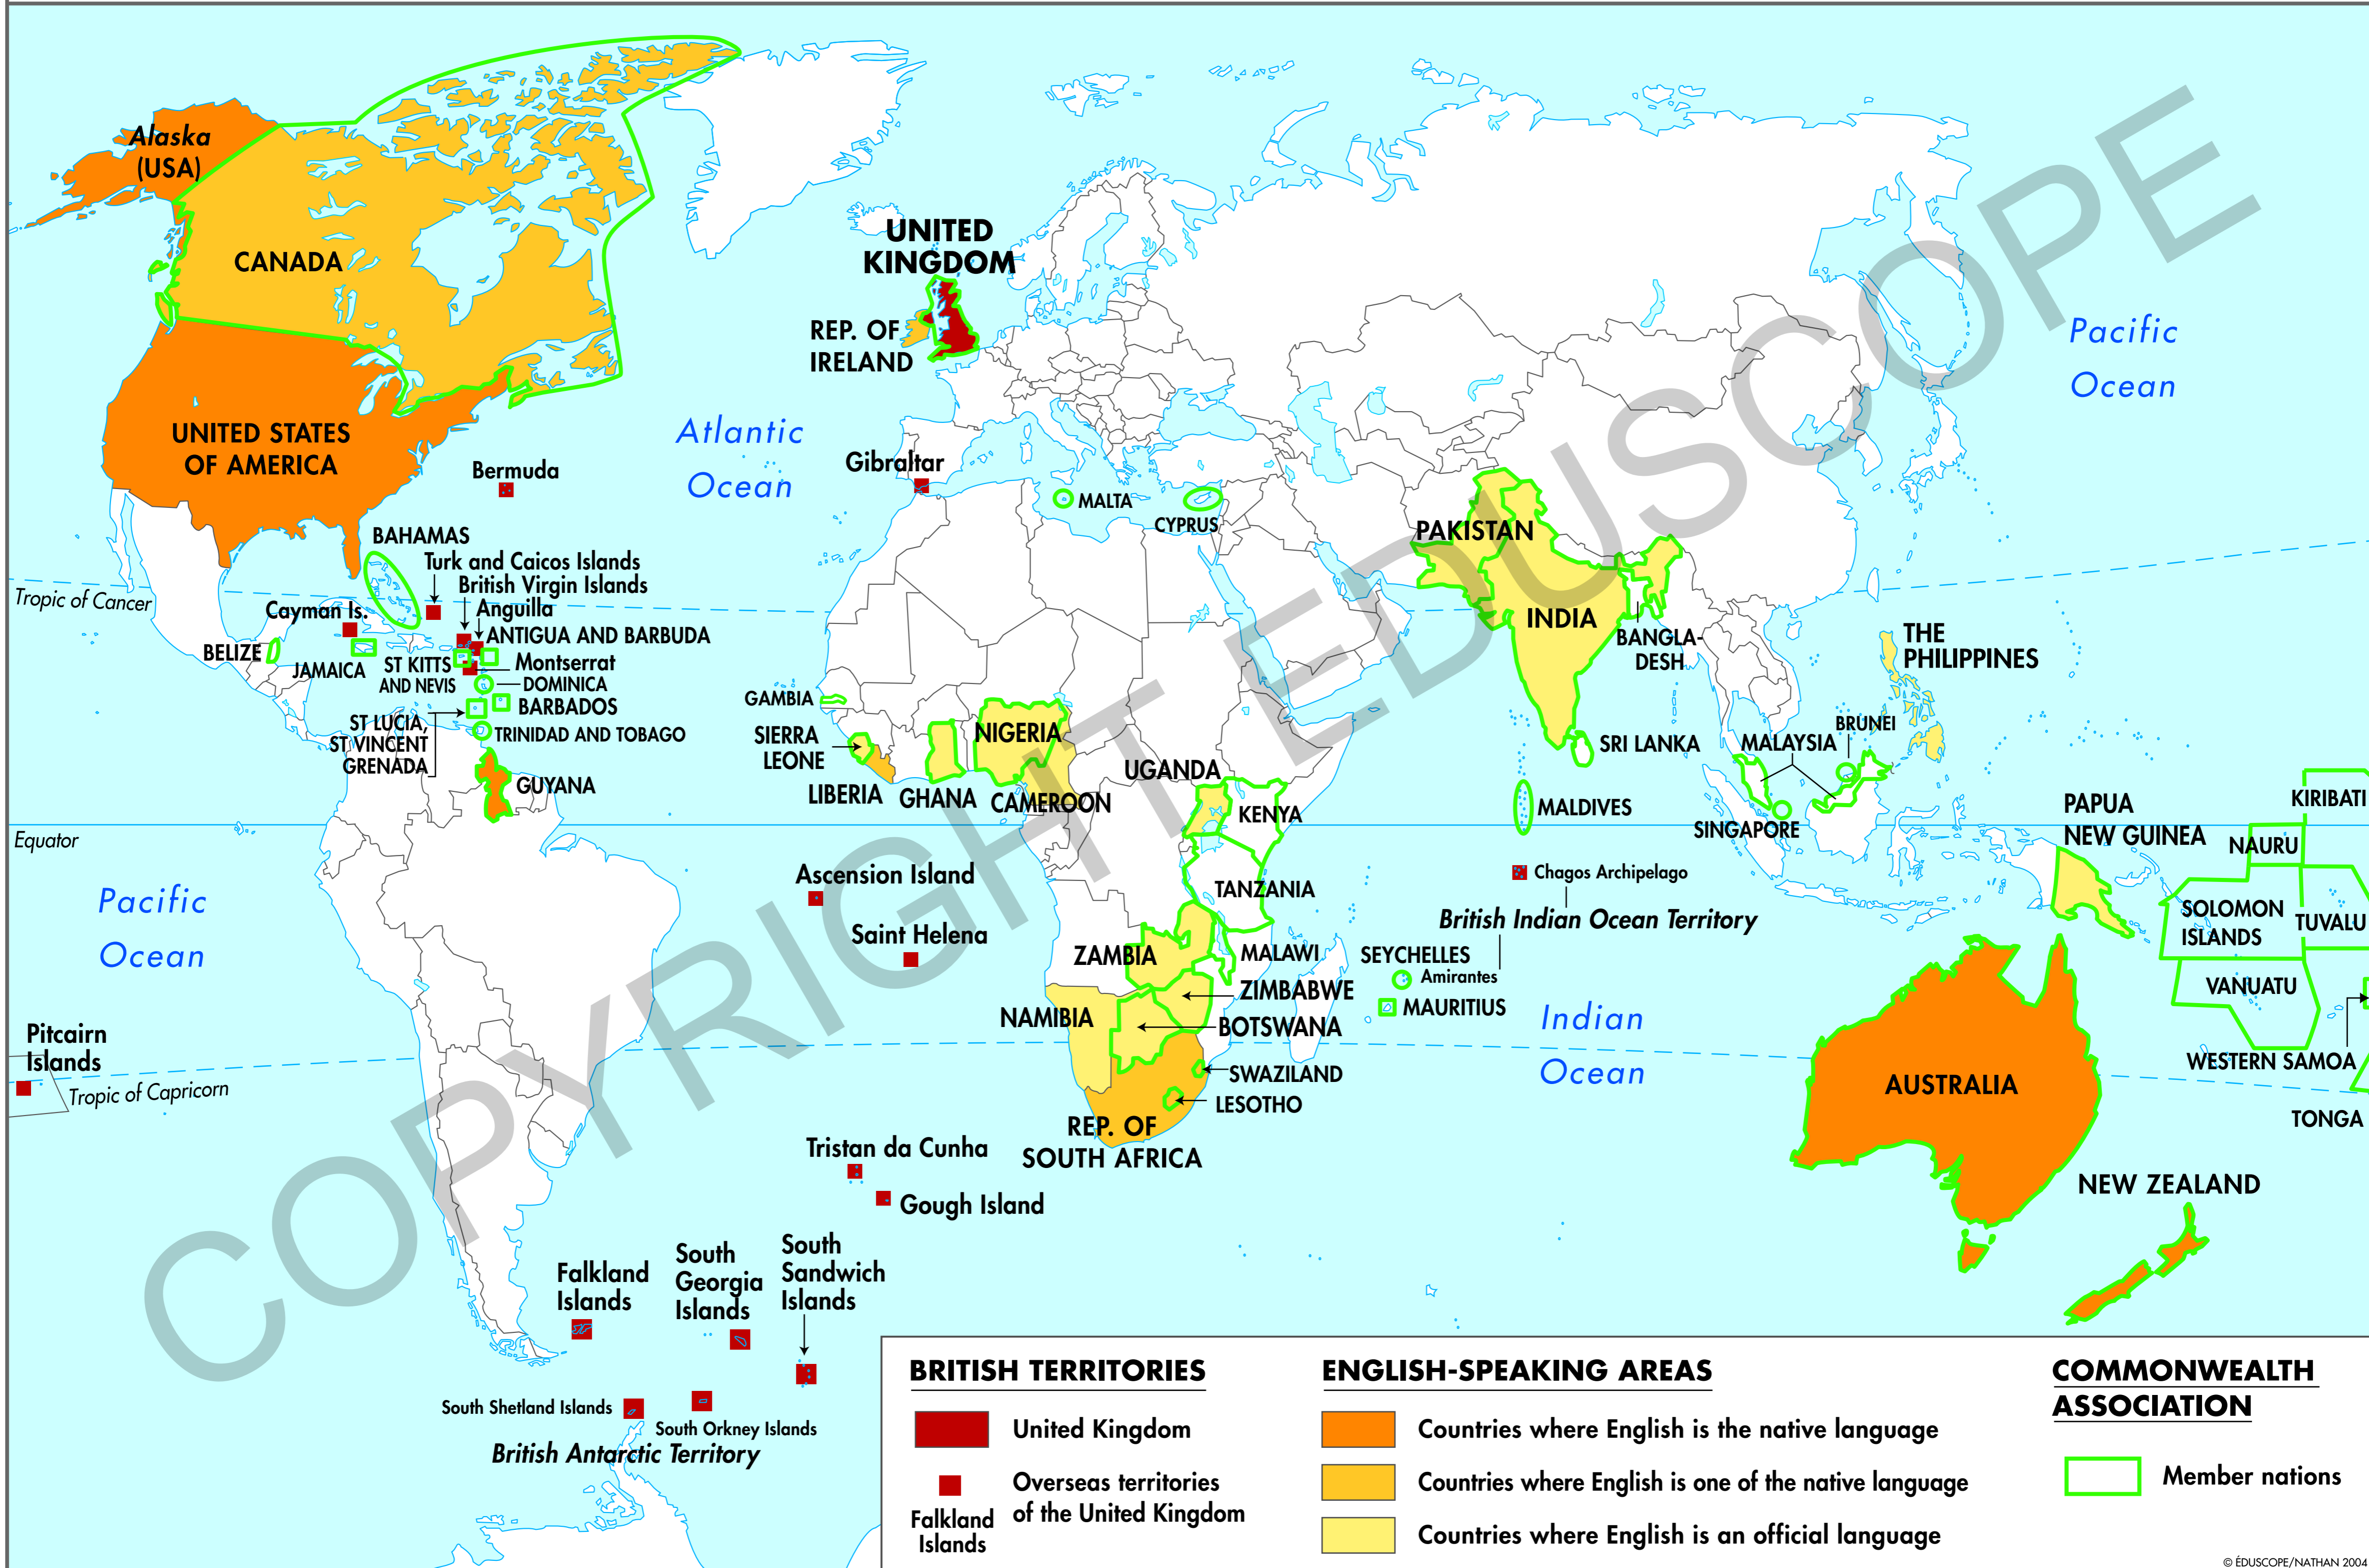 Alaska
(USA)
CANADA
UNITED STATES
OF AMERICA
UNITED
KINGDOM
REP. OF
IRELAND
Atlantic
Ocean
Pacific
Ocean
Bermuda
Gibraltar
MALTA
CYPRUS
BAHAMAS
Turk and Caicos Islands
British Virgin Islands
Anguilla
ANTIGUA AND BARBUDA
Tropic of Cancer
Cayman Is.
BELIZE
JAMAICA
ST KITTS
AND NEVIS
Montserrat
DOMINICA
BARBADOS
ST LUCIA,
ST VINCENT
GRENADA
TRINIDAD AND TOBAGO
GUYANA
PAKISTAN
INDIA
BANGLA-
DESH
THE
PHILIPPINES
GAMBIA
SIERRA
LEONE
LIBERIA
GHANA
NIGERIA
CAMEROON
UGANDA
KENYA
SRI LANKA
MALDIVES
MALAYSIA
BRUNEI
SINGAPORE
PAPUA
NEW GUINEA
KIRIBATI
NAURU
Equator
Pacific
Ocean
Ascension Island
Saint Helena
TANZANIA
Chagos Archipelago
British Indian Ocean Territory
SOLOMON
ISLANDS
TUVALU
ZAMBIA
MALAWI
SEYCHELLES
Amirantes
MAURITIUS
ZIMBABWE
NAMIBIA
BOTSWANA
Indian
Ocean
VANUATU
WESTERN SAMOA
Pitcairn
Islands
Tropic of Capricorn
SWAZILAND
LESOTHO
REP. OF
SOUTH AFRICA
AUSTRALIA
TONGA
NEW ZEALAND
Tristan da Cunha
Gough Island
Falkland
Islands
South
Georgia
Islands
South
Sandwich
Islands
South Shetland Islands
South Orkney Islands
British Antarctic Territory
COPYRIGHT EDUSCOPE
BRITISH TERRITORIES
United Kingdom
Overseas territories
of the United Kingdom
Falkland
Islands
ENGLISH-SPEAKING AREAS
Countries where English is the native language
Countries where English is one of the native language
Countries where English is an official language
COMMONWEALTH
ASSOCIATION
Member nations
© ÉDUSCOPE/NATHAN 2004